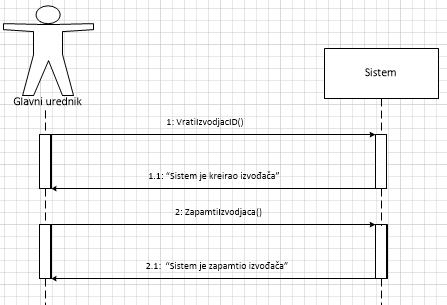 Sistem
Glavni urednik
1: VratiIzvodjacID()
1.1: “Sistem je kreirao izvođača”
2: ZapamtiIzvodjaca()
2.1: “Sistem je zapamtio izvođača”